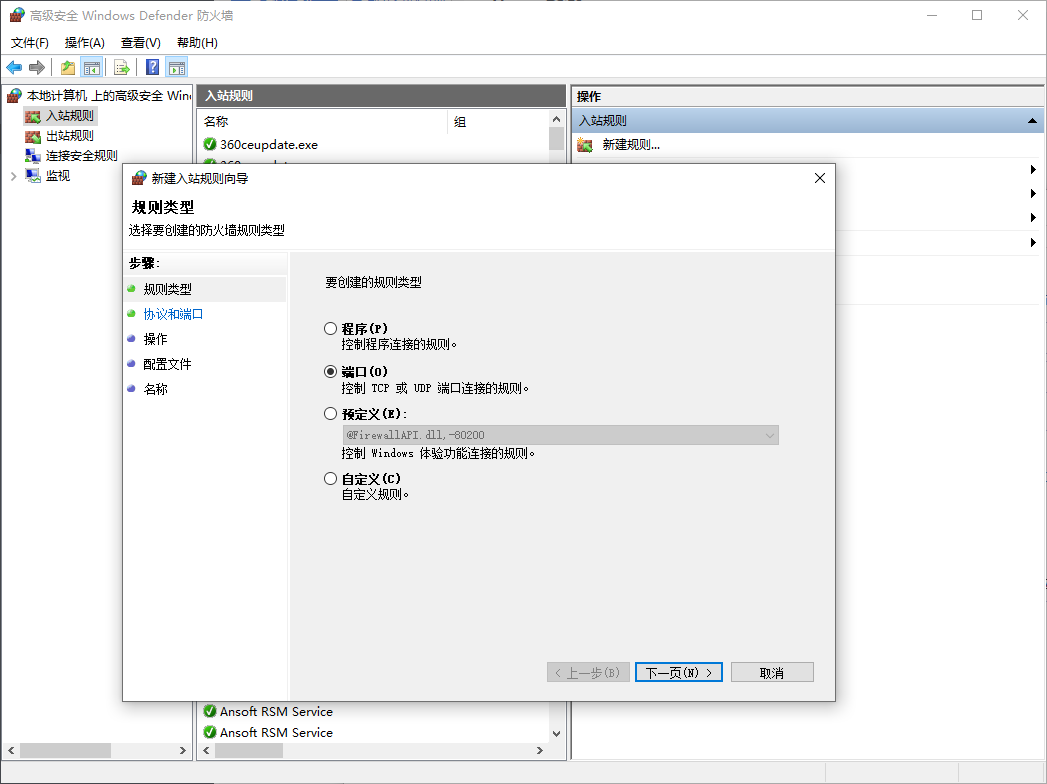 高级安全 Windows Defender 防火墙
文件(F) 操作(A) 查看(V) 帮助(H)
本地计算机 上的高级安全 Win
入站规则
出站规则
连接安全规则
监视
入站规则
名称 组
360ceupdate.exe
操作
入站规则
新建规则...
新建入站规则向导
规则类型
选择要创建的防火墙规则类型
步骤:
规则类型
协议和端口
操作
配置文件
名称
要创建的规则类型
程序(P)
控制程序连接的规则。
端口(O)
控制 TCP 或 UDP 端口连接的规则。
预定义(E):
@FirewallAPI.dll,-80200
控制 Windows 体验功能连接的规则。
自定义(C)
自定义规则。
< 上一步(B) 下一页(N) > 取消
Ansoft RSM Service
Ansoft RSM Service